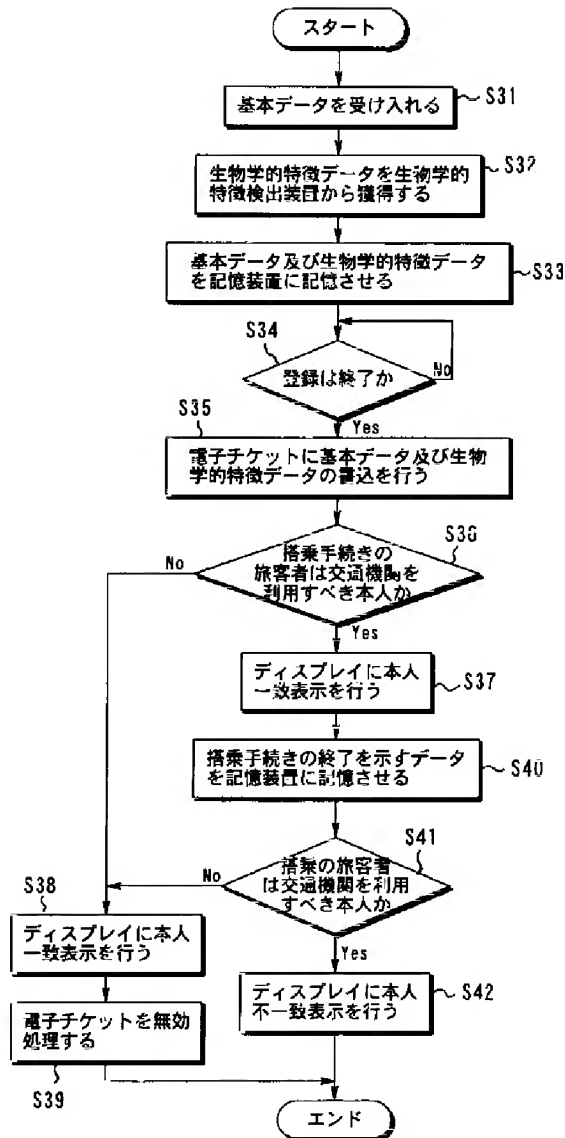 スタート
基本データを受け入れる
S31
生物学的特徴データを生物学的
特徴検出装置から獲得する
S32
基本データ及び生物学的特徴データ
を記憶装置に記憶させる
S33
S34
登録は終了か
No
Yes
S35
電子チケットに基本データ及び生物
学的特徴データの書込を行う
S36
搭乗手続きの
旅客者は交通機関を
利用すべき本人か
No
Yes
ディスプレイに本人
一致表示を行う
S37
搭乗手続きの終了を示すデータ
を記憶装置に記憶させる
S40
S41
搭乗の旅客者
は交通機関を利用
すべき本人か
No
Yes
S38
ディスプレイに本人
一致表示を行う
ディスプレイに本人
不一致表示を行う
S42
電子チケットを無効
処理する
S39
エンド